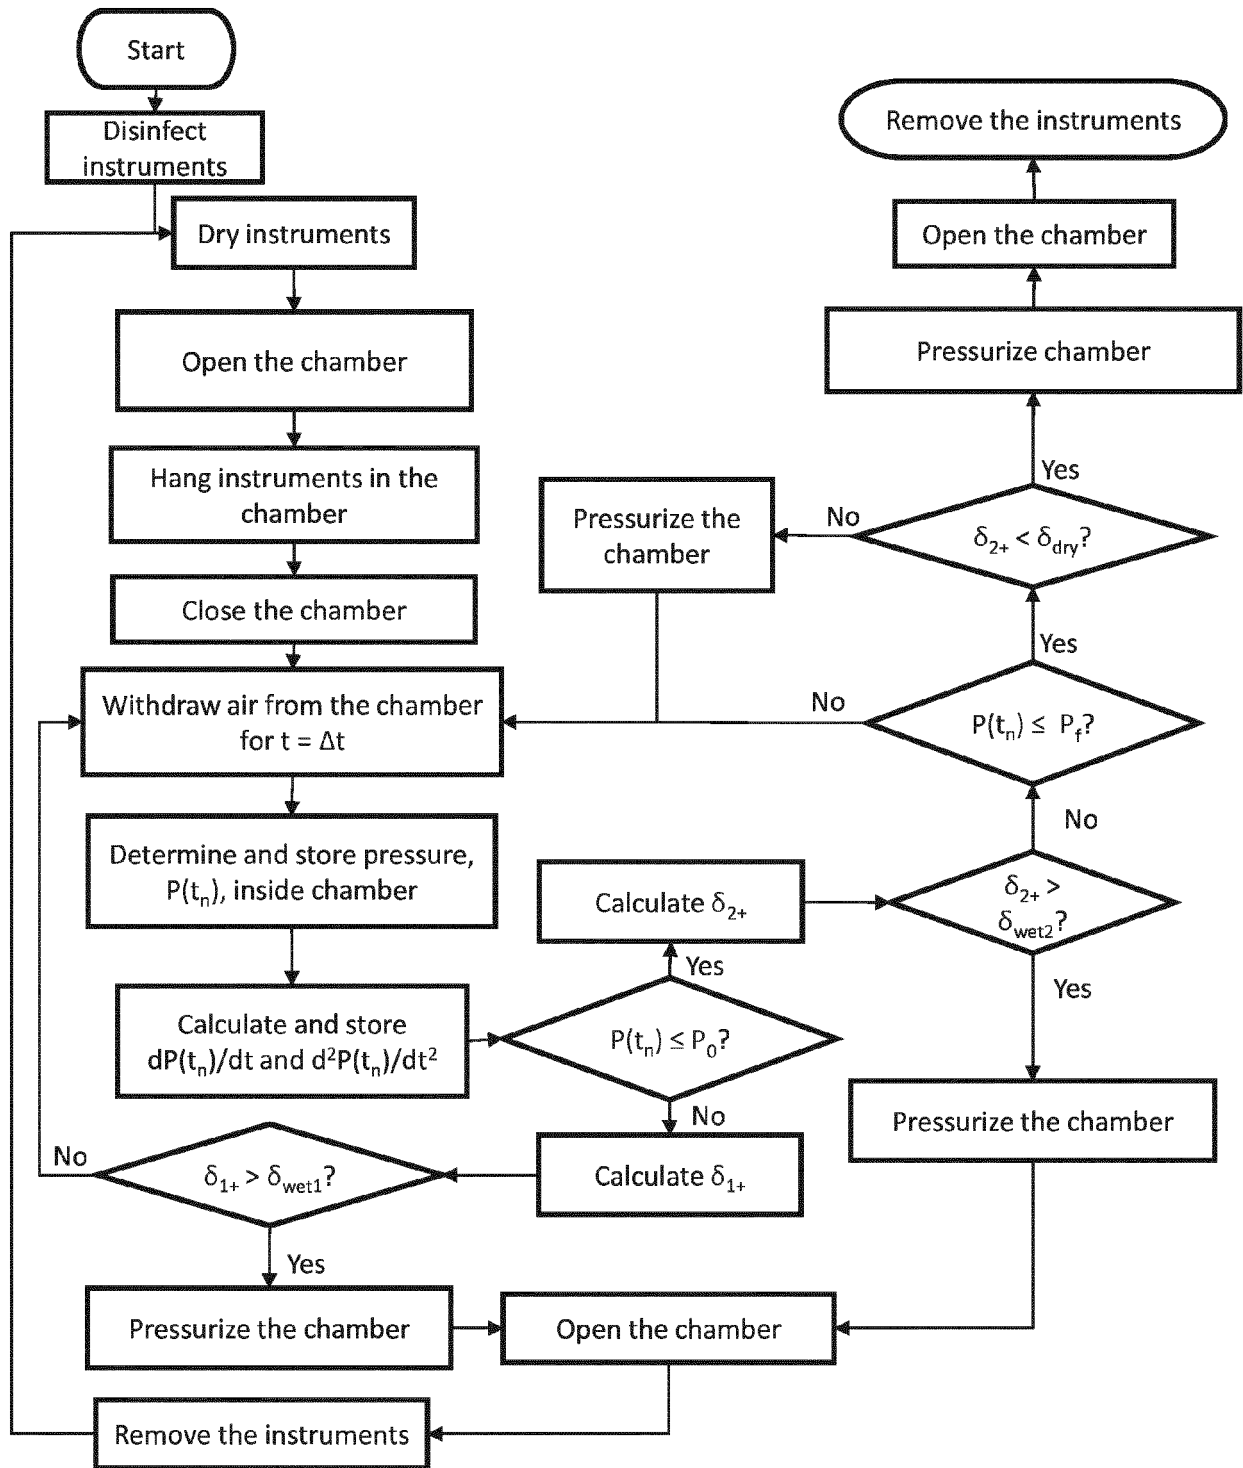 Start
Disinfect
instruments
Dry instruments
Open the chamber
Hang instruments in the
chamber
Close the chamber
Withdraw air from the chamber
for t = Δt
Determine and store pressure,
P(tₙ), inside chamber
Calculate and store
dP(tₙ)/dt and d²P(tₙ)/dt²
P(tₙ) ≤ P₀?
Yes
No
Calculate δ₂₊
Calculate δ₁₊
δ₁₊ > δwet1?
No
Yes
Pressurize the chamber
Open the chamber
Remove the instruments
δ₂₊ >
δwet2?
Yes
Pressurize the chamber
No
P(tₙ) ≤ Pf?
No
Yes
δ₂₊ < δdry?
No
Pressurize the
chamber
Yes
Pressurize chamber
Open the chamber
Remove the instruments